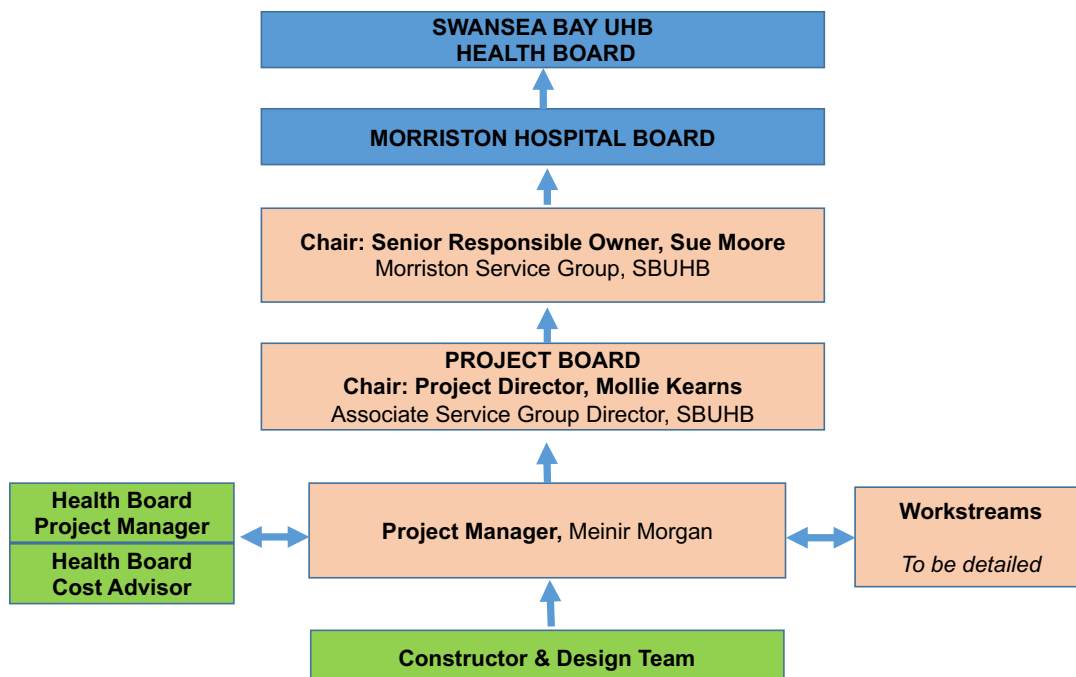 SWANSEA BAY UHB
HEALTH BOARD
MORRISTON HOSPITAL BOARD
Chair: Senior Responsible Owner, Sue Moore
Morriston Service Group, SBUHB
PROJECT BOARD
Chair: Project Director, Mollie Kearns
Associate Service Group Director, SBUHB
Health Board
Project Manager
Health Board
Cost Advisor
Project Manager, Meinir Morgan
Workstreams
To be detailed
Constructor & Design Team